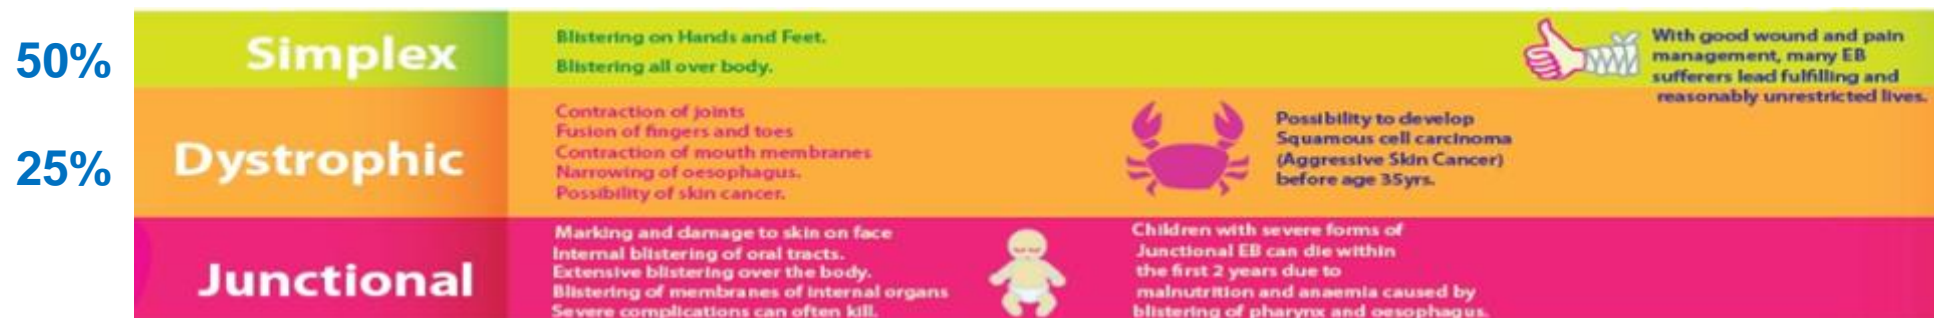 50%
Simplex
Blistering on Hands and Feet.
Blistering all over body.
With good wound and pain
management, many EB
sufferers lead fulfilling and
reasonably unrestricted lives.
25%
Dystrophic
Contraction of joints
Fusion of fingers and toes
Contraction of mouth membranes
Narrowing of oesophagus.
Possibility of skin cancer.
Possibility to develop
Squamous cell carcinoma
(Aggressive Skin Cancer)
before age 35yrs.
Junctional
Marking and damage to skin on face
Internal blistering of oral tracts.
Extensive blistering over the body.
Blistering of membranes of internal organs
Severe complications can often kill.
Children with severe forms of
Junctional EB can die within
the first 2 years due to
malnutrition and anaemia caused by
blistering of pharynx and oesophagus.